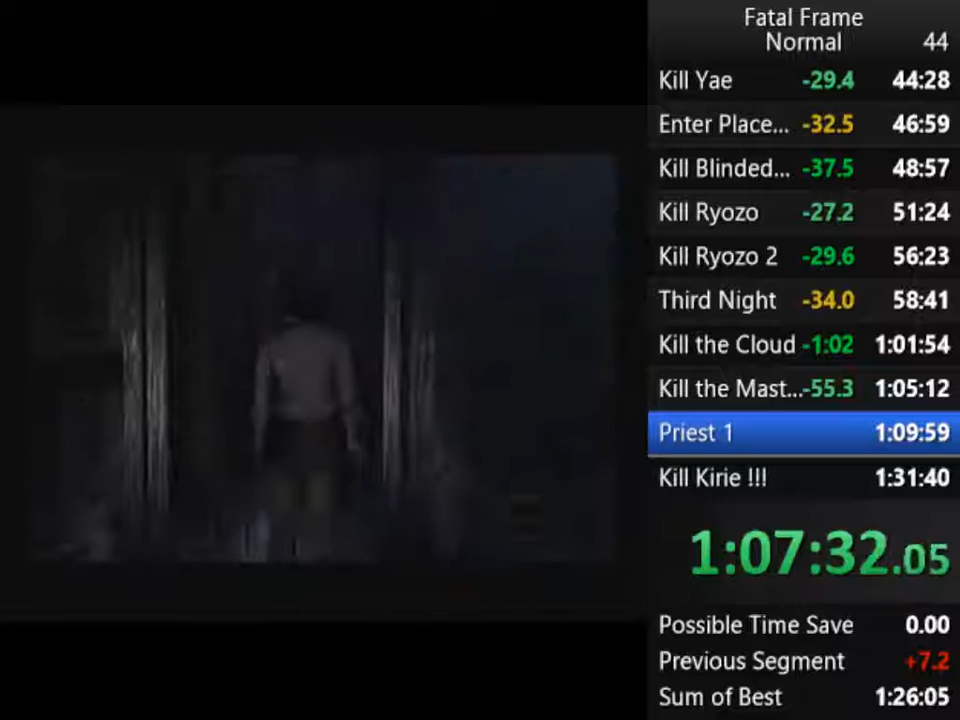 Fatal Frame
Normal 44
Kill Yae -29.4 44:28
Enter Place... -32.5 46:59
Kill Blinded... -37.5 48:57
Kill Ryozo -27.2 51:24
Kill Ryozo 2 -29.6 56:23
Third Night -34.0 58:41
Kill the Cloud -1:02 1:01:54
Kill the Mast... -55.3 1:05:12
Priest 1 1:09:59
Kill Kirie !!! 1:31:40
1:07:32.05
Possible Time Save 0.00
Previous Segment +7.2
Sum of Best 1:26:05